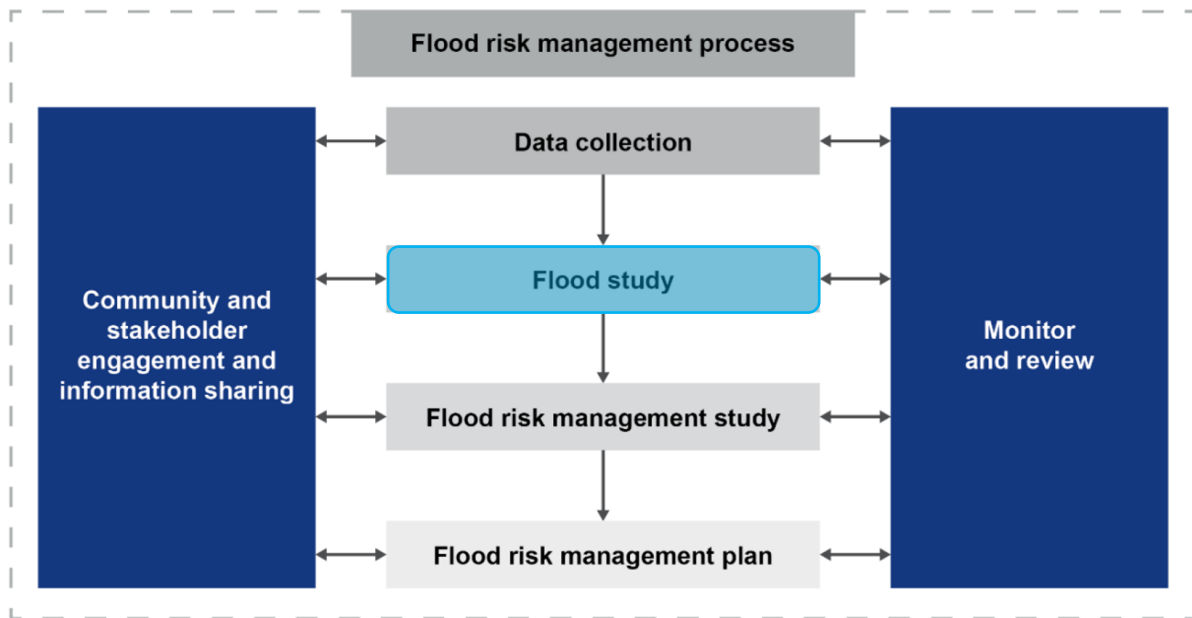 Flood risk management process
Data collection
Flood study
Community and
stakeholder
engagement and
information sharing
Monitor
and review
Flood risk management study
Flood risk management plan